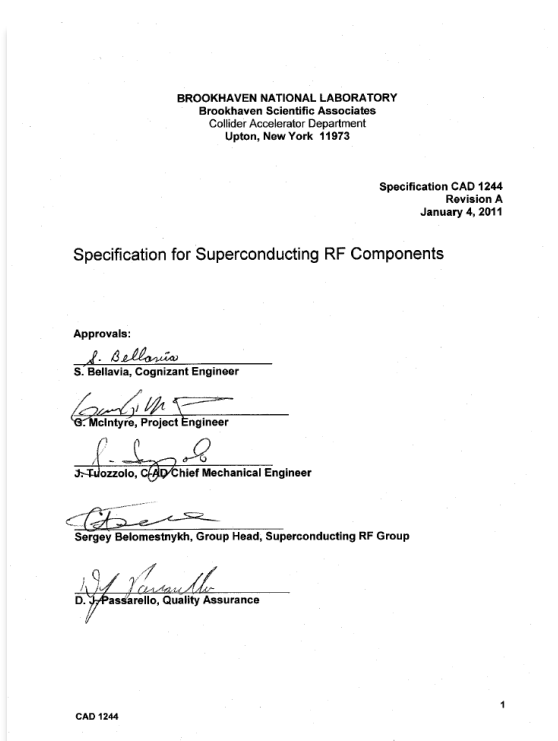 BROOKHAVEN NATIONAL LABORATORY
Brookhaven Scientific Associates
Collider Accelerator Department
Upton, New York 11973
Specification CAD 1244
Revision A
January 4, 2011
Specification for Superconducting RF Components
Approvals:
S. Bellavia
S. Bellavia, Cognizant Engineer
G. McIntyre, Project Engineer
J. Tuozzolo, C-AD Chief Mechanical Engineer
Sergey Belomestnykh, Group Head, Superconducting RF Group
D. J. Passarello, Quality Assurance
1
CAD 1244